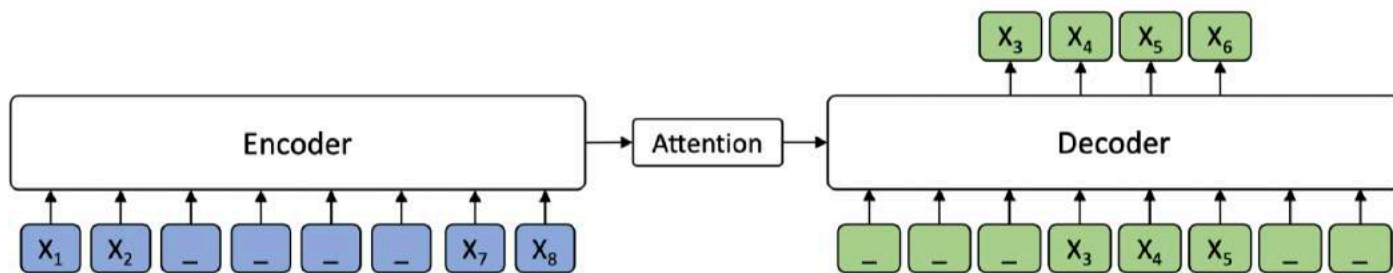 X₃ X₄ X₅ X₆
Encoder Attention Decoder
X₁ X₂ _ _ _ _ X₇ X₈ _ _ _ X₃ X₄ X₅ _ _